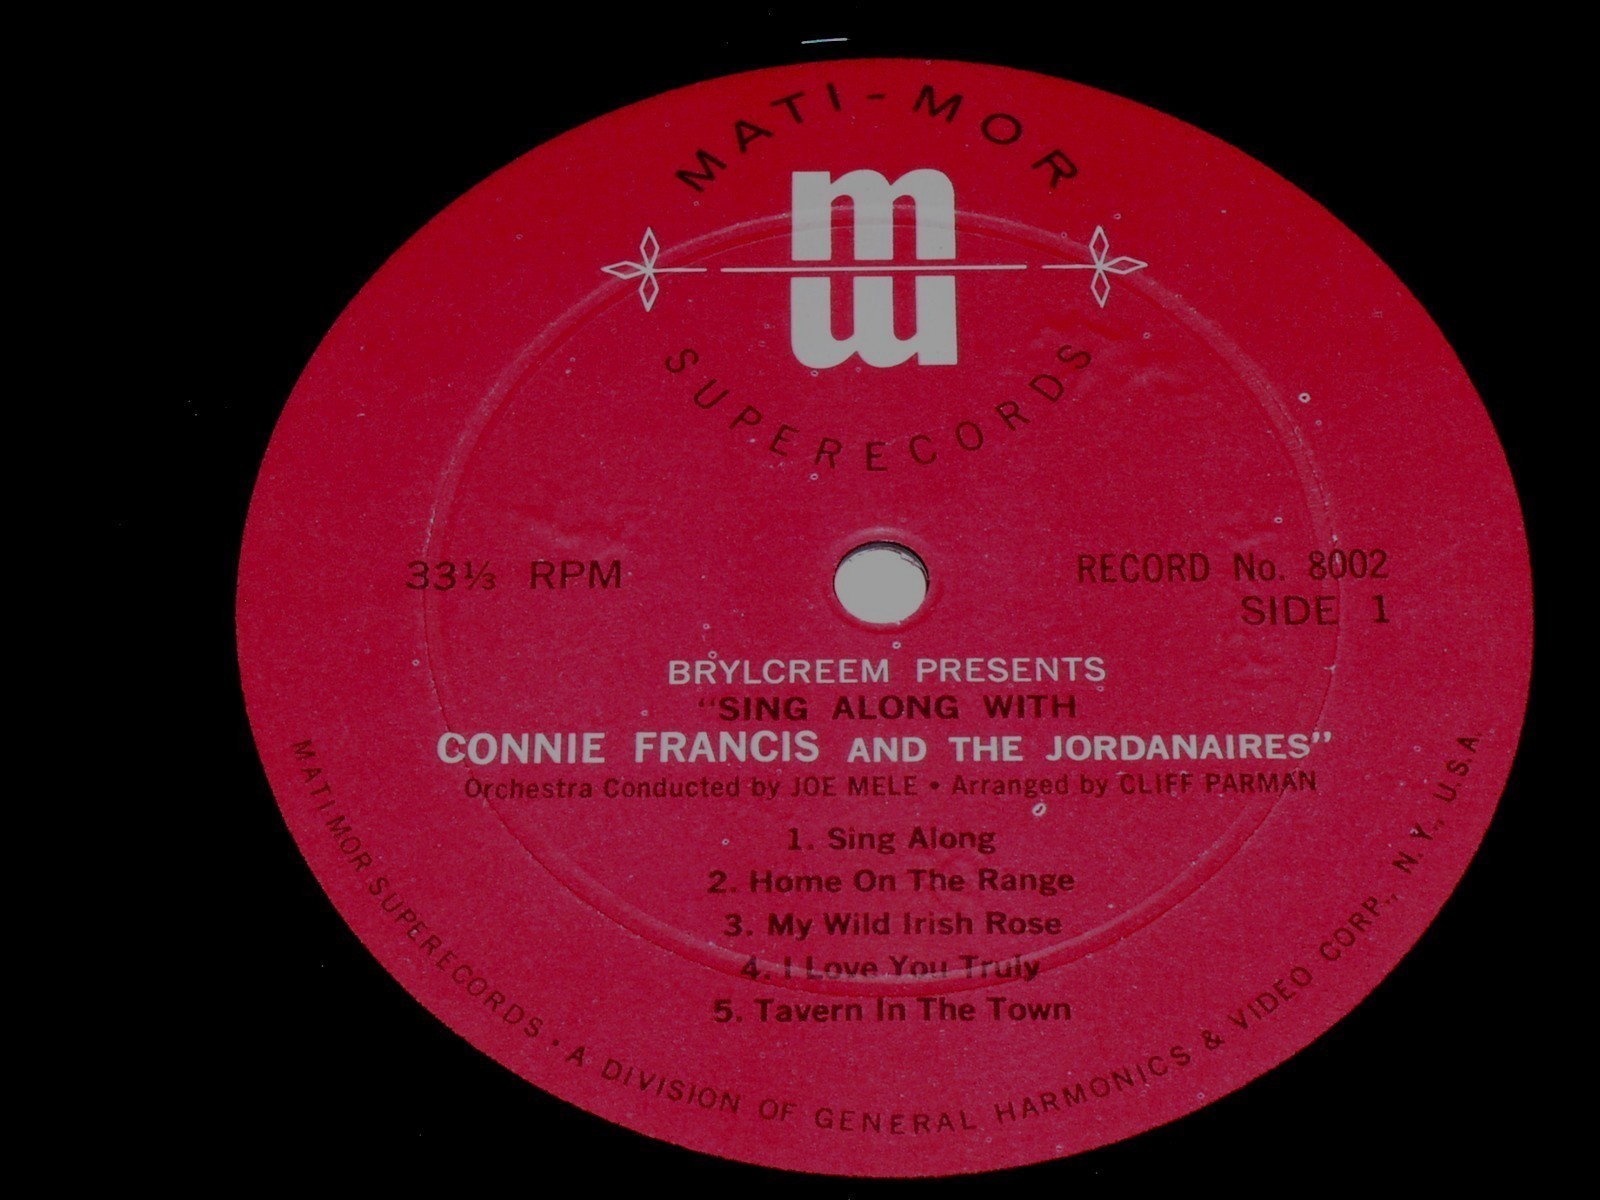 MATI-MOR
m
SUPERECORDS
33⅓ RPM
RECORD No. 8002
SIDE 1
BRYLCREEM PRESENTS
"SING ALONG WITH
CONNIE FRANCIS AND THE JORDANAIRES"
Orchestra Conducted by JOE MELE • Arranged by CLIFF PARMAN
1. Sing Along
2. Home On The Range
3. My Wild Irish Rose
4. I Love You Truly
5. Tavern In The Town
MATI-MOR SUPERECORDS • A DIVISION OF GENERAL HARMONICS & VIDEO CORP., N.Y., U.S.A.